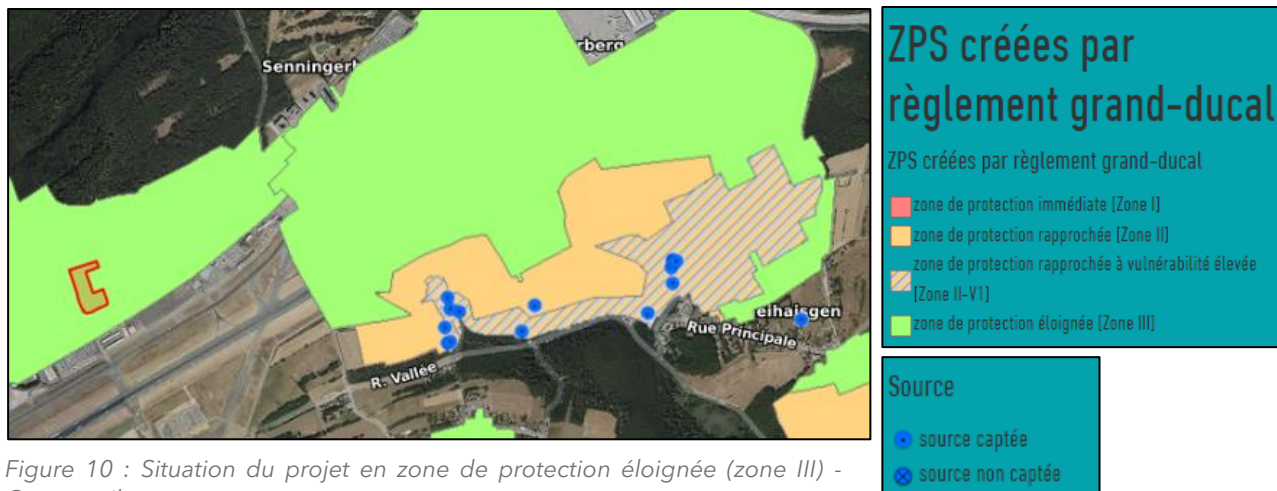 Senninger
rberg
elhaisgen
Rue Principale
R. Vallée
Figure 10 : Situation du projet en zone de protection éloignée (zone III) -
ZPS créées par
règlement grand-ducal
ZPS créées par règlement grand-ducal
zone de protection immédiate [Zone I]
zone de protection rapprochée [Zone II]
zone de protection rapprochée à vulnérabilité élevée
[Zone II-V1]
zone de protection éloignée [Zone III]
Source
source captée
source non captée